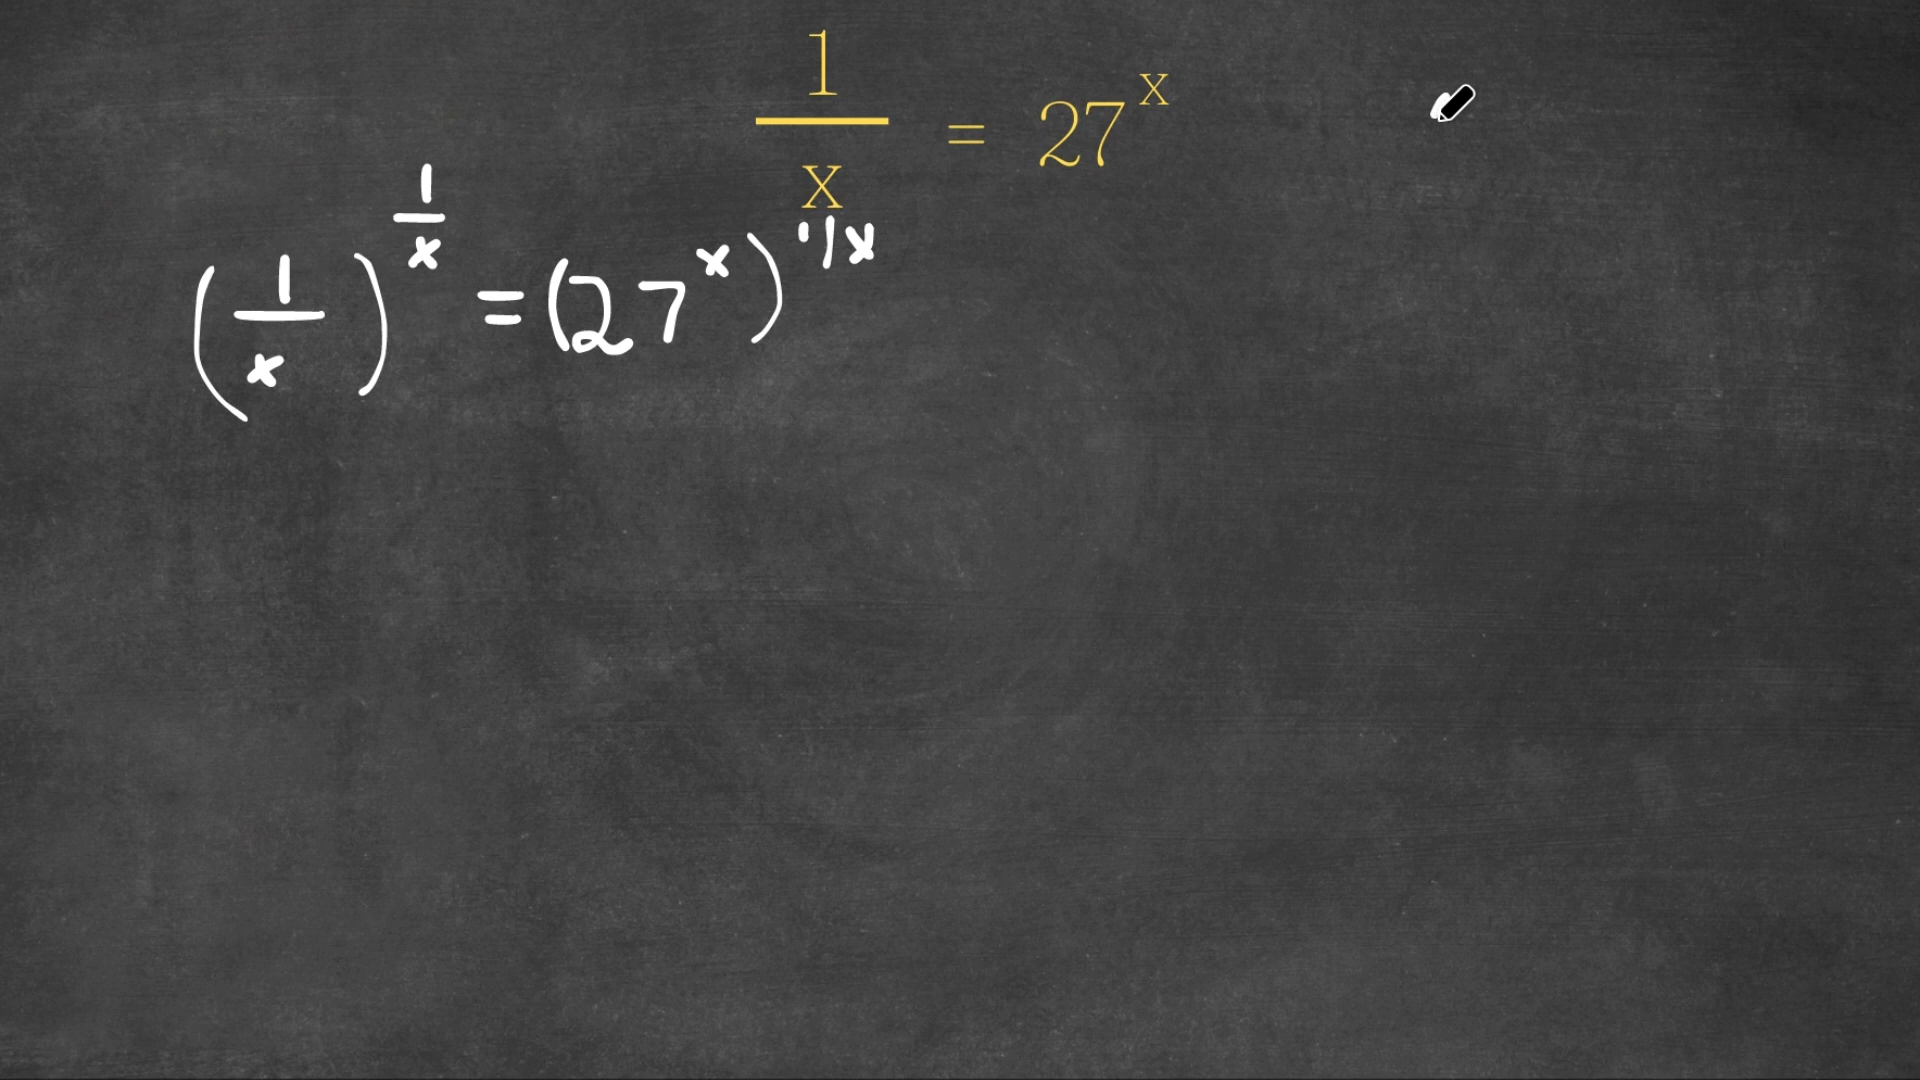 1/x = 27^x
(1/x)^(1/x) = (27^x)^(1/x)